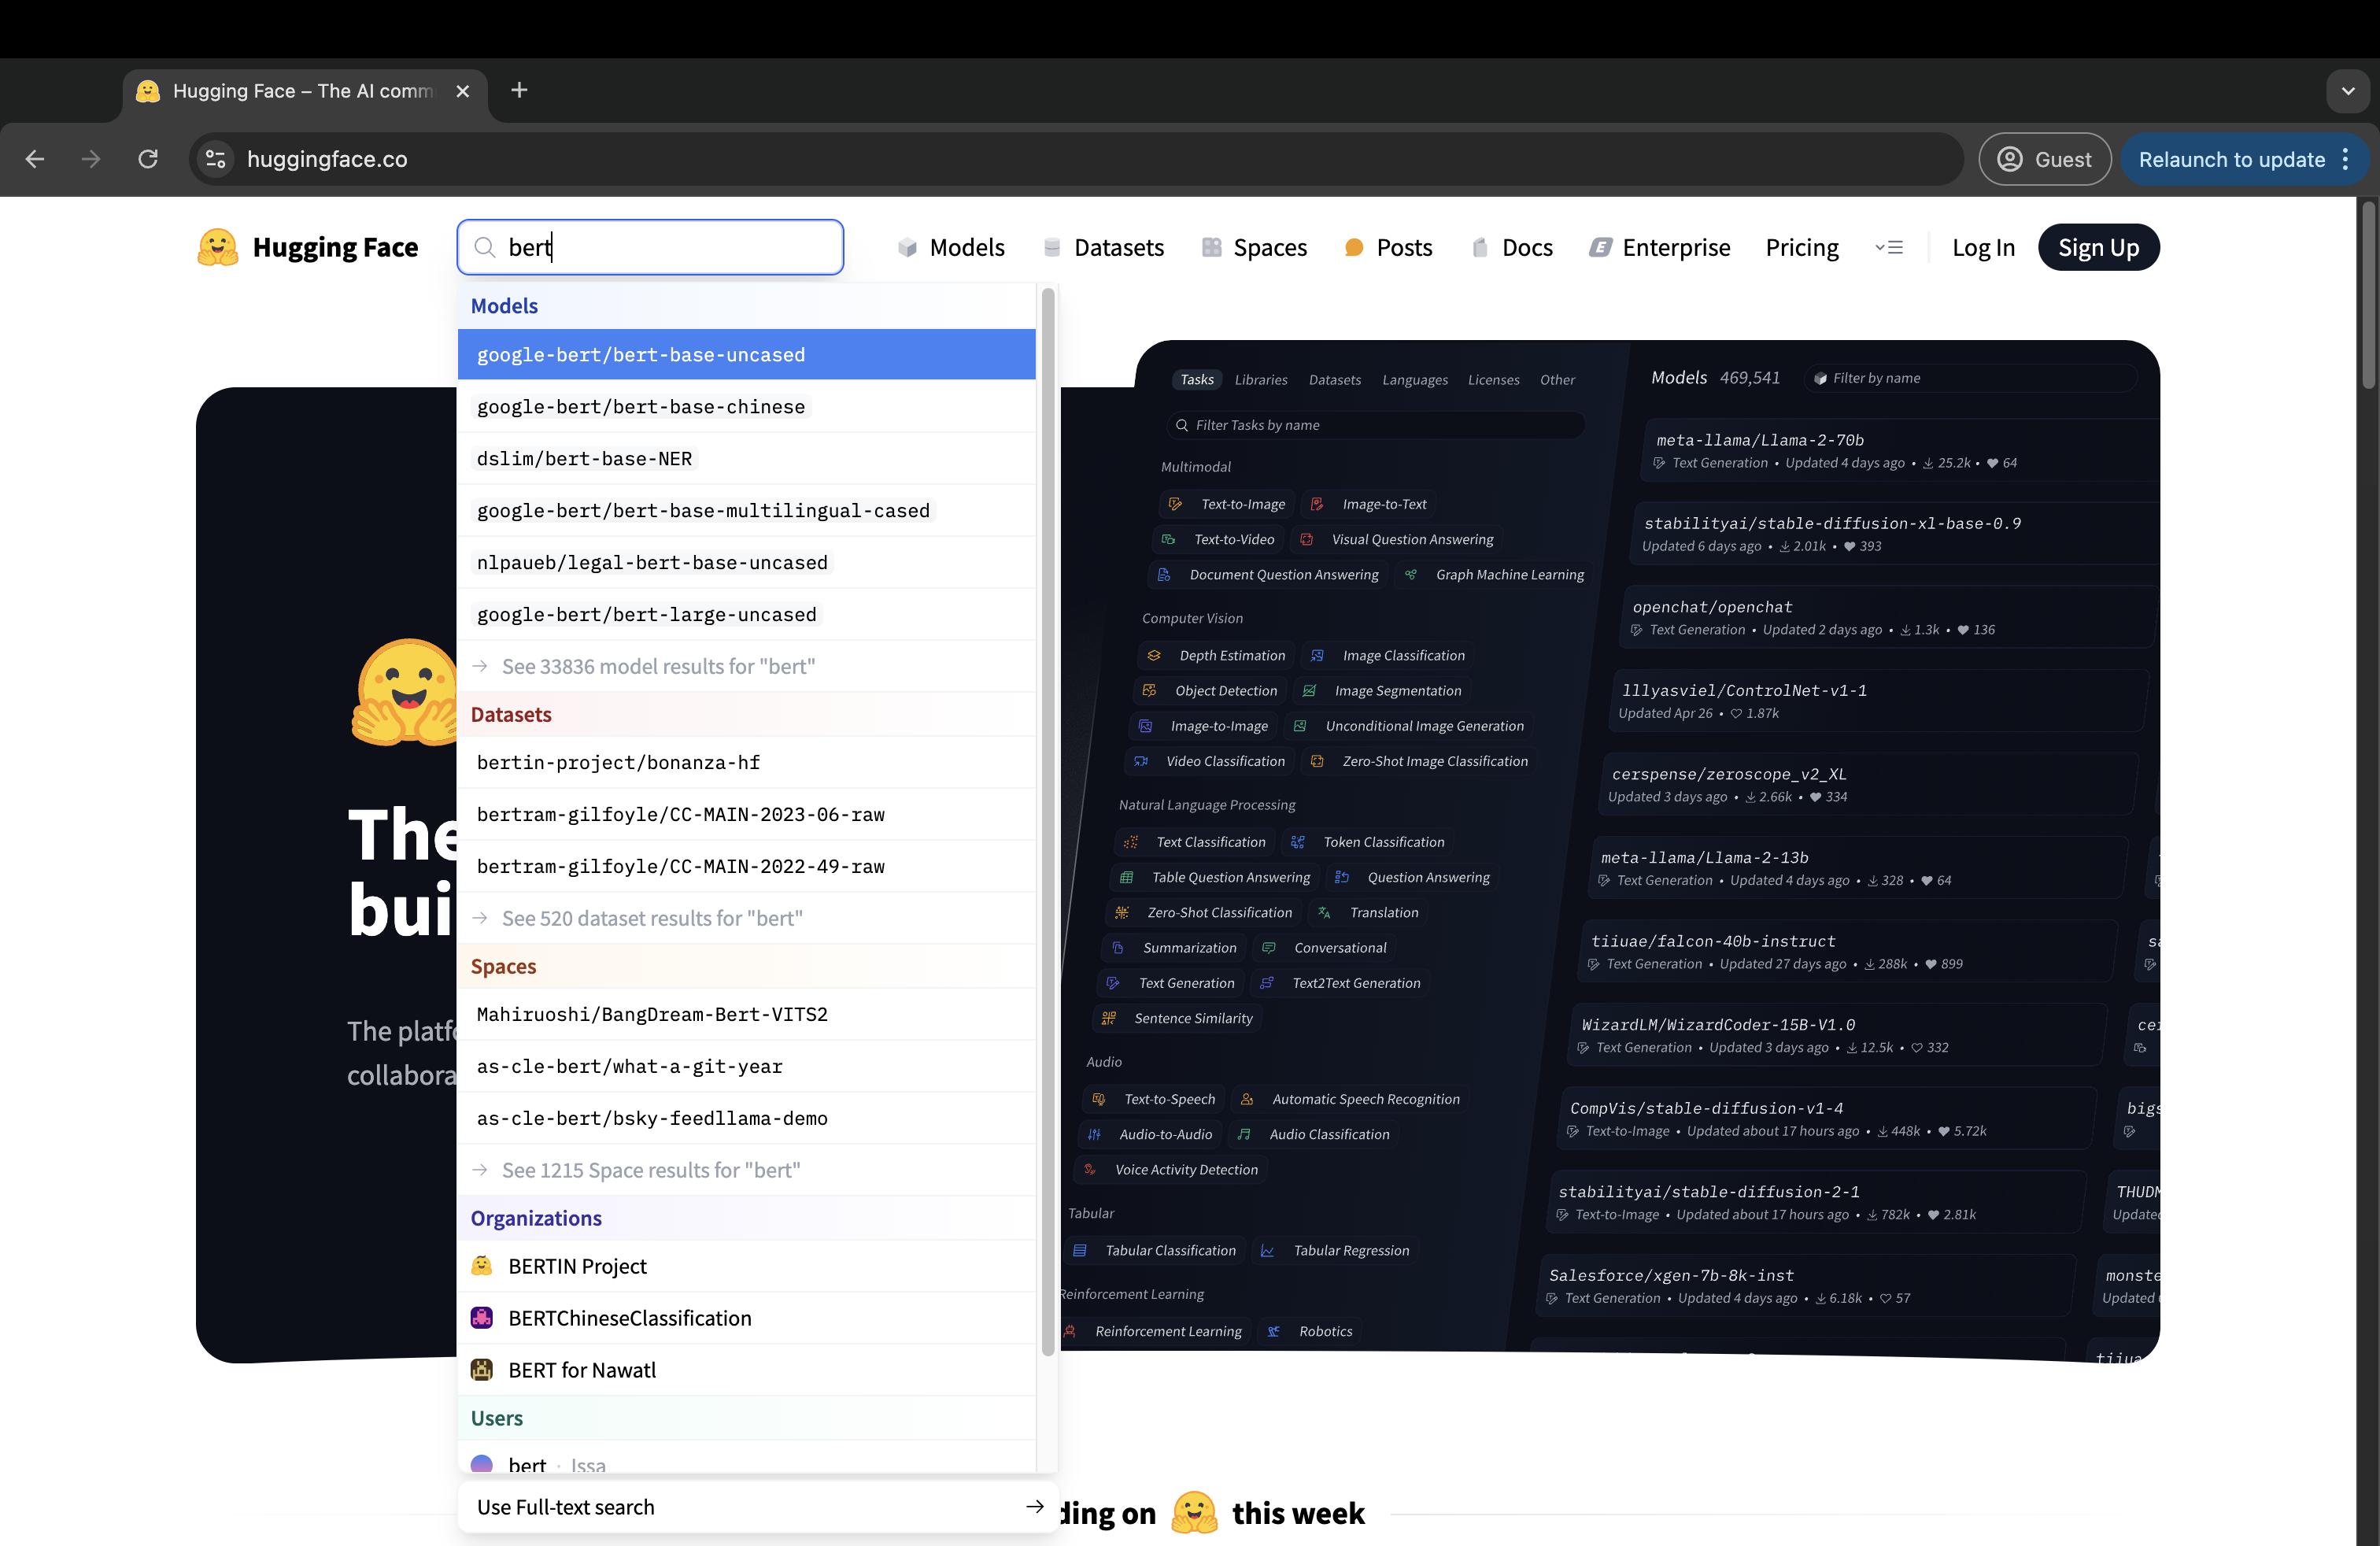 Hugging Face – The AI comm
huggingface.co
Guest
Relaunch to update
Hugging Face
bert
Models
Datasets
Spaces
Posts
Docs
Enterprise
Pricing
Log In
Sign Up
Models
google-bert/bert-base-uncased
google-bert/bert-base-chinese
dslim/bert-base-NER
google-bert/bert-base-multilingual-cased
nlpaueb/legal-bert-base-uncased
google-bert/bert-large-uncased
See 33836 model results for "bert"
Datasets
bertin-project/bonanza-hf
bertram-gilfoyle/CC-MAIN-2023-06-raw
bertram-gilfoyle/CC-MAIN-2022-49-raw
See 520 dataset results for "bert"
Spaces
Mahiruoshi/BangDream-Bert-VITS2
as-cle-bert/what-a-git-year
as-cle-bert/bsky-feedllama-demo
See 1215 Space results for "bert"
Organizations
BERTIN Project
BERTChineseClassification
BERT for Nawatl
Users
bert · Issa
Use Full-text search
The
bui
The platfo
collabora
Tasks Libraries Datasets Languages Licenses Other
Filter Tasks by name
Multimodal
Text-to-Image Image-to-Text
Text-to-Video Visual Question Answering
Document Question Answering Graph Machine Learning
Computer Vision
Depth Estimation Image Classification
Object Detection Image Segmentation
Image-to-Image Unconditional Image Generation
Video Classification Zero-Shot Image Classification
Natural Language Processing
Text Classification Token Classification
Table Question Answering Question Answering
Zero-Shot Classification Translation
Summarization Conversational
Text Generation Text2Text Generation
Sentence Similarity
Audio
Text-to-Speech Automatic Speech Recognition
Audio-to-Audio Audio Classification
Voice Activity Detection
Tabular
Tabular Classification Tabular Regression
Reinforcement Learning
Reinforcement Learning Robotics
Models 469,541 Filter by name
meta-llama/Llama-2-70b
Text Generation • Updated 4 days ago • 25.2k • 64
stabilityai/stable-diffusion-xl-base-0.9
Updated 6 days ago • 2.01k • 393
openchat/openchat
Text Generation • Updated 2 days ago • 1.3k • 136
lllyasviel/ControlNet-v1-1
Updated Apr 26 • 1.87k
cerspense/zeroscope_v2_XL
Updated 3 days ago • 2.66k • 334
meta-llama/Llama-2-13b
Text Generation • Updated 4 days ago • 328 • 64
tiiuae/falcon-40b-instruct
Text Generation • Updated 27 days ago • 288k • 899
WizardLM/WizardCoder-15B-V1.0
Text Generation • Updated 3 days ago • 12.5k • 332
CompVis/stable-diffusion-v1-4
Text-to-Image • Updated about 17 hours ago • 448k • 5.72k
stabilityai/stable-diffusion-2-1
Text-to-Image • Updated about 17 hours ago • 782k • 2.81k
Salesforce/xgen-7b-8k-inst
Text Generation • Updated 4 days ago • 6.18k • 57
cer
bigs
THUDM
Update
monste
Updated
tiiua
ding on this week